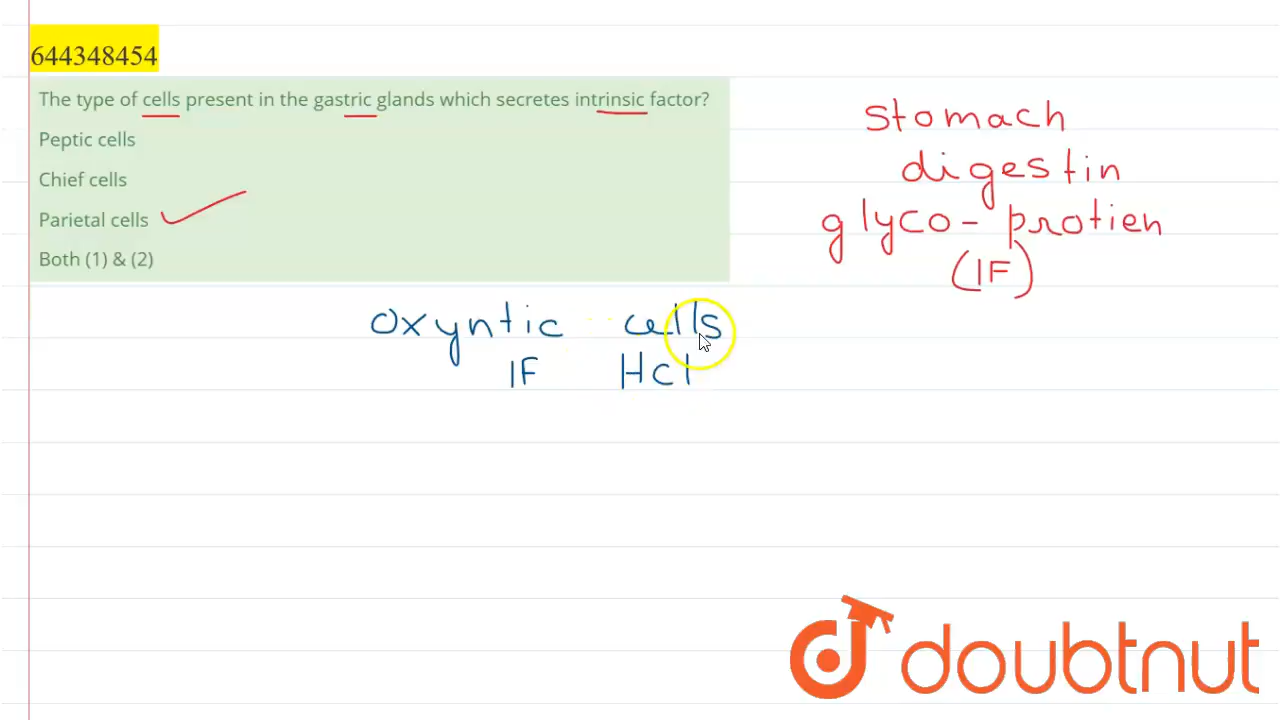 644348454
The type of cells present in the gastric glands which secretes intrinsic factor?
Peptic cells
Chief cells
Parietal cells
Both (1) & (2)
stomach
digestin
glyco- protien
(IF)
oxyntic cells
IF HCl
doubtnut